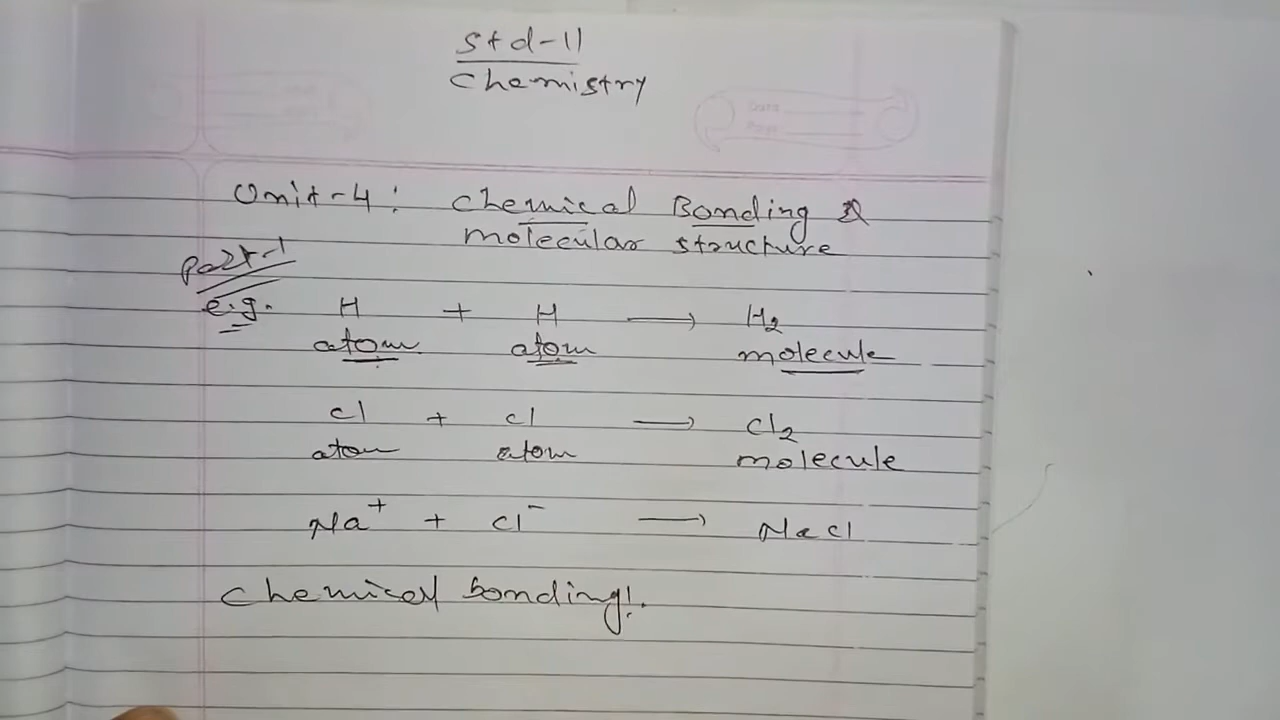 Std-11
Chemistry
Unit-4: Chemical Bonding &
molecular structure
Part-1
e.g. H + H → H2
atom atom molecule
Cl + Cl → Cl2
atom atom molecule
Na+ + Cl- → NaCl
Chemical bonding: